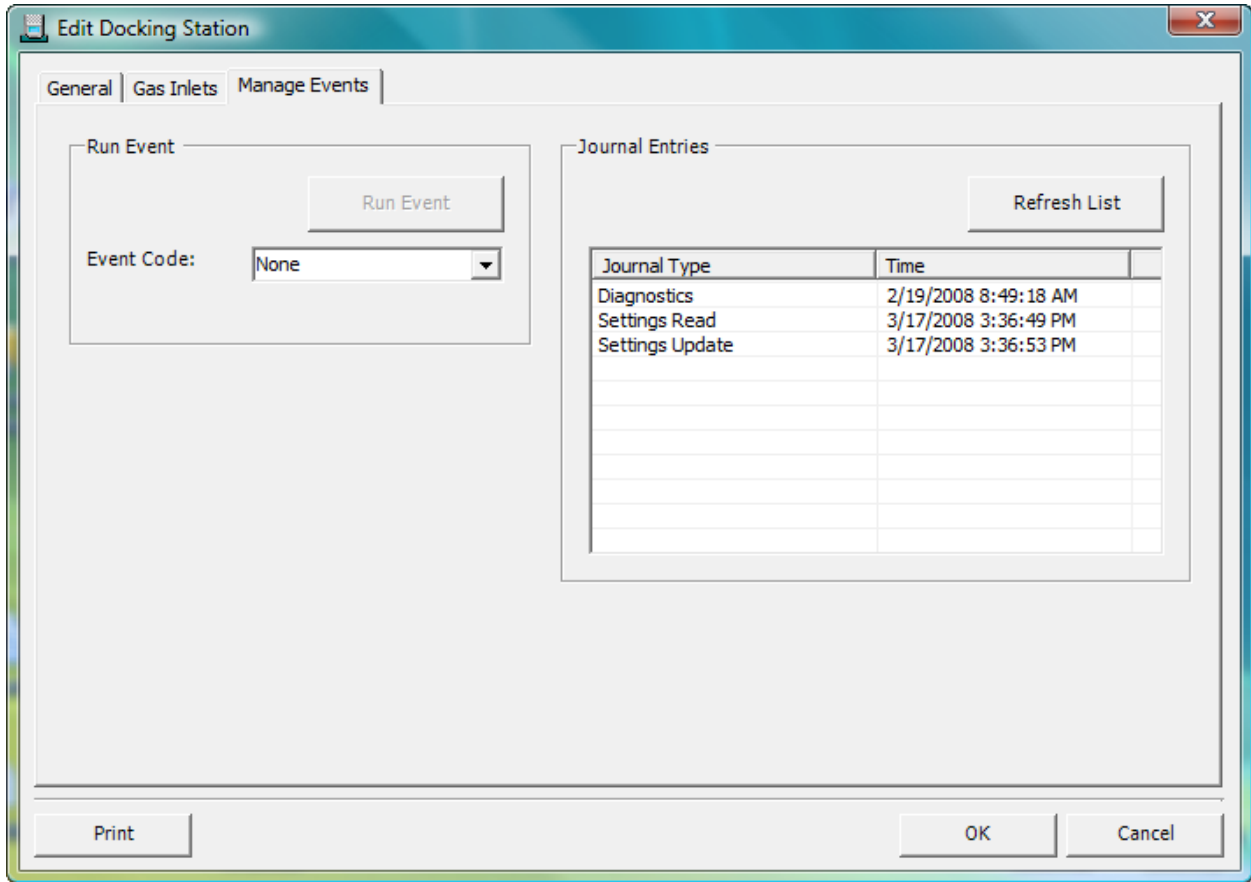 Edit Docking Station
X
General Gas Inlets Manage Events
Run Event
Run Event
Event Code: None
Journal Entries
Refresh List
Journal Type Time
Diagnostics 2/19/2008 8:49:18 AM
Settings Read 3/17/2008 3:36:49 PM
Settings Update 3/17/2008 3:36:53 PM
Print OK Cancel